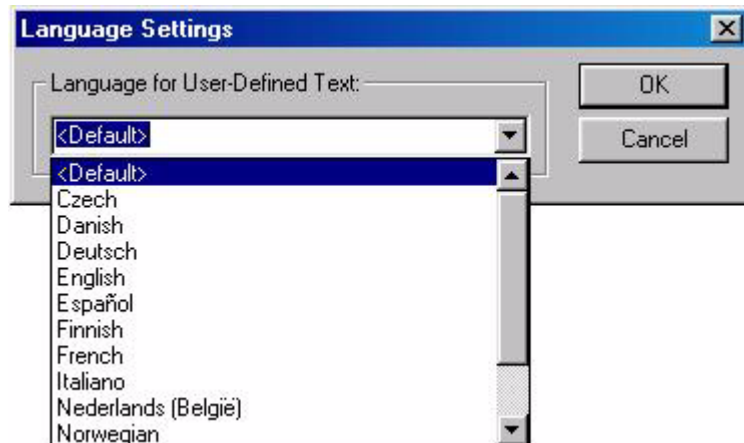 Language Settings
Language for User-Defined Text:
OK
<Default>
Cancel
<Default>
Czech
Danish
Deutsch
English
Español
Finnish
French
Italiano
Nederlands (België)
Norwegian